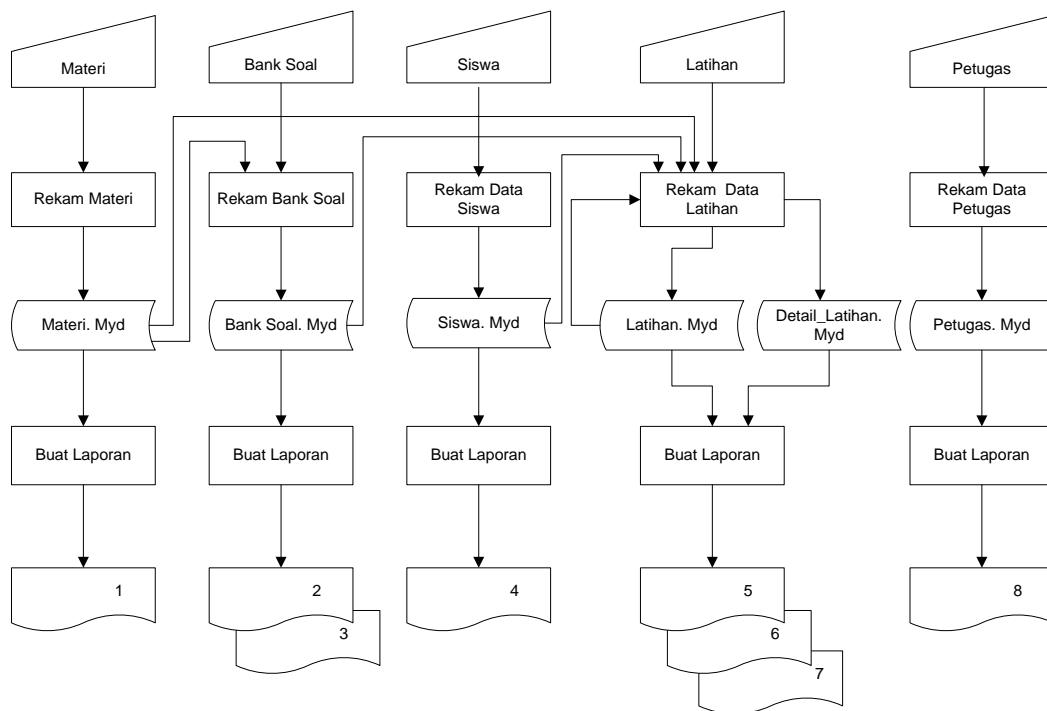 Materi
Bank Soal
Siswa
Latihan
Petugas
Rekam Materi
Rekam Bank Soal
Rekam Data
Siswa
Rekam Data
Latihan
Rekam Data
Petugas
Materi. Myd
Bank Soal. Myd
Siswa. Myd
Latihan. Myd
Detail_Latihan.
Myd
Petugas. Myd
Buat Laporan
Buat Laporan
Buat Laporan
Buat Laporan
Buat Laporan
1
2
3
4
5
6
7
8